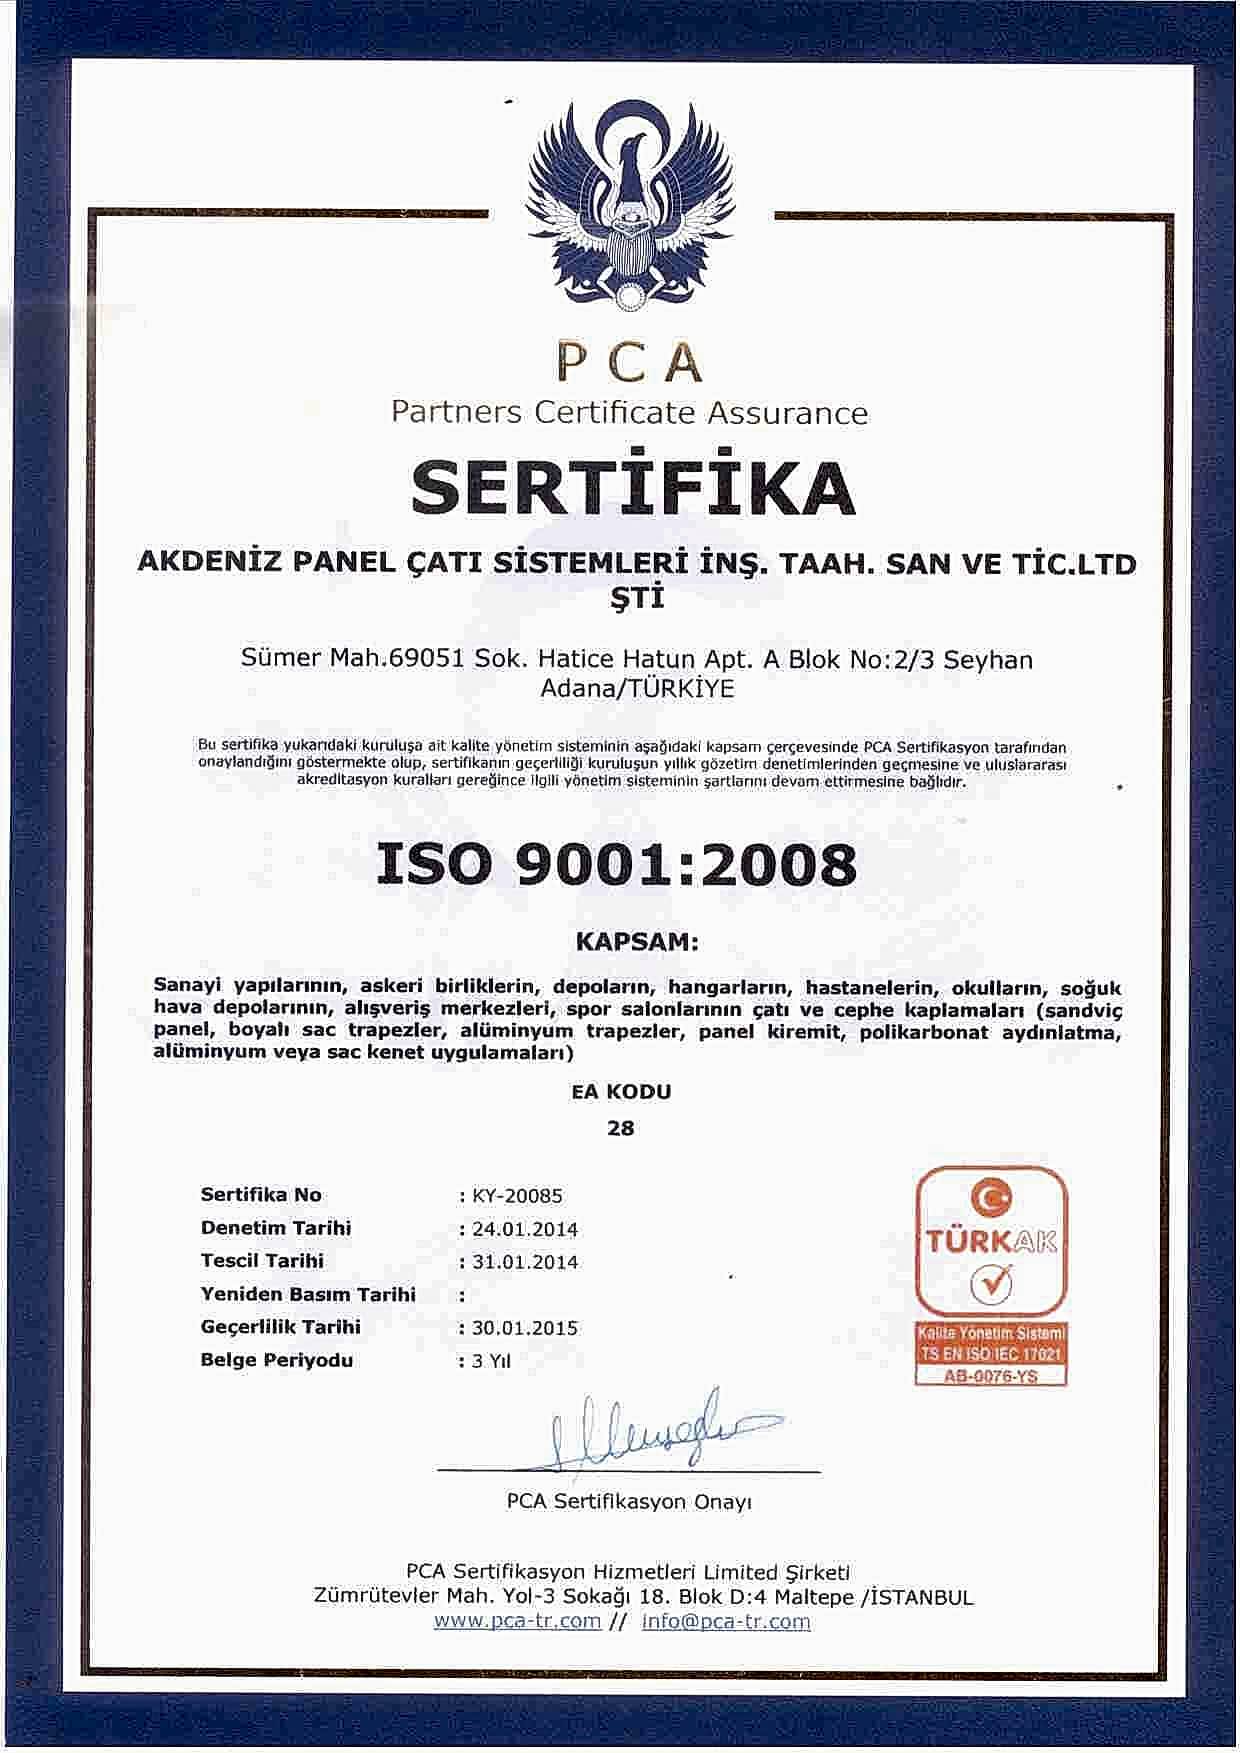 PCA
Partners Certificate Assurance
SERTİFİKA
AKDENİZ PANEL ÇATI SİSTEMLERİ İNŞ. TAAH. SAN VE TİC.LTD
ŞTİ
Sümer Mah.69051 Sok. Hatice Hatun Apt. A Blok No:2/3 Seyhan
Adana/TÜRKİYE
Bu sertifika yukarıdaki kuruluşa ait kalite yönetim sisteminin aşağıdaki kapsam çerçevesinde PCA Sertifikasyon tarafından
onaylandığını göstermekte olup, sertifikanın geçerliliği kuruluşun yıllık gözetim denetimlerinden geçmesine ve uluslararası
akreditasyon kuralları gereğince ilgili yönetim sisteminin şartlarını devam ettirmesine bağlıdır.
ISO 9001:2008
KAPSAM:
Sanayi yapılarının, askeri birliklerin, depoların, hangarların, hastanelerin, okulların, soğuk
hava depolarının, alışveriş merkezleri, spor salonlarının çatı ve cephe kaplamaları (sandviç
panel, boyalı sac trapezler, alüminyum trapezler, panel kiremit, polikarbonat aydınlatma,
alüminyum veya sac kenet uygulamaları)
EA KODU
28
Sertifika No : KY-20085
Denetim Tarihi : 24.01.2014
Tescil Tarihi : 31.01.2014
Yeniden Basım Tarihi :
Geçerlilik Tarihi : 30.01.2015
Belge Periyodu : 3 Yıl
TÜRKAK
Kalite Yönetim Sistemi
TS EN ISO IEC 17021
AB-0076-YS
PCA Sertifikasyon Onayı
PCA Sertifikasyon Hizmetleri Limited Şirketi
Zümrütevler Mah. Yol-3 Sokağı 18. Blok D:4 Maltepe /İSTANBUL
www.pca-tr.com // info@pca-tr.com